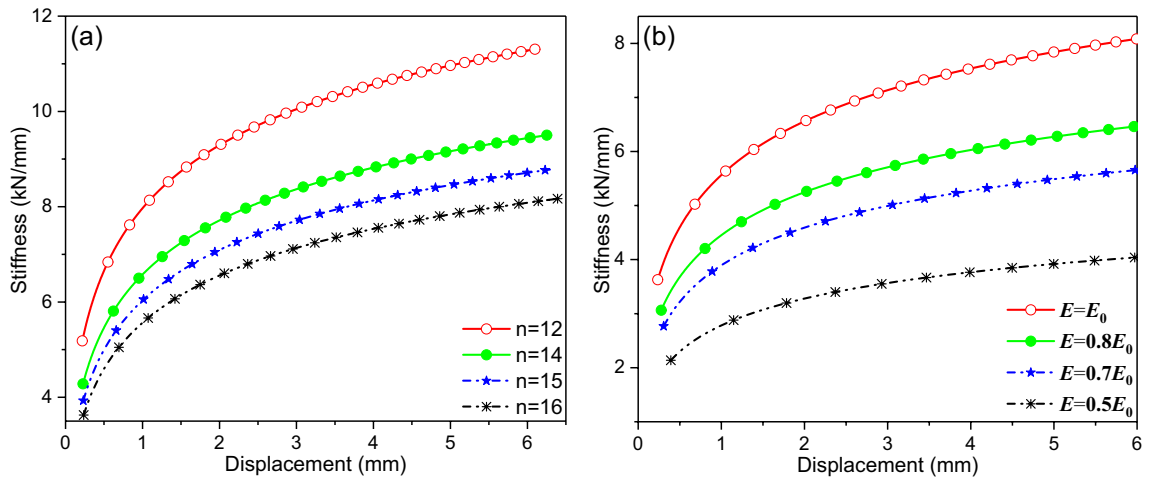 (a)
12
10
8
6
4
Stiffness (kN/mm)
n=12
n=14
n=15
n=16
0 1 2 3 4 5 6
Displacement (mm)
(b)
8
6
4
2
Stiffness (kN/mm)
E=E₀
E=0.8E₀
E=0.7E₀
E=0.5E₀
0 1 2 3 4 5 6
Displacement (mm)